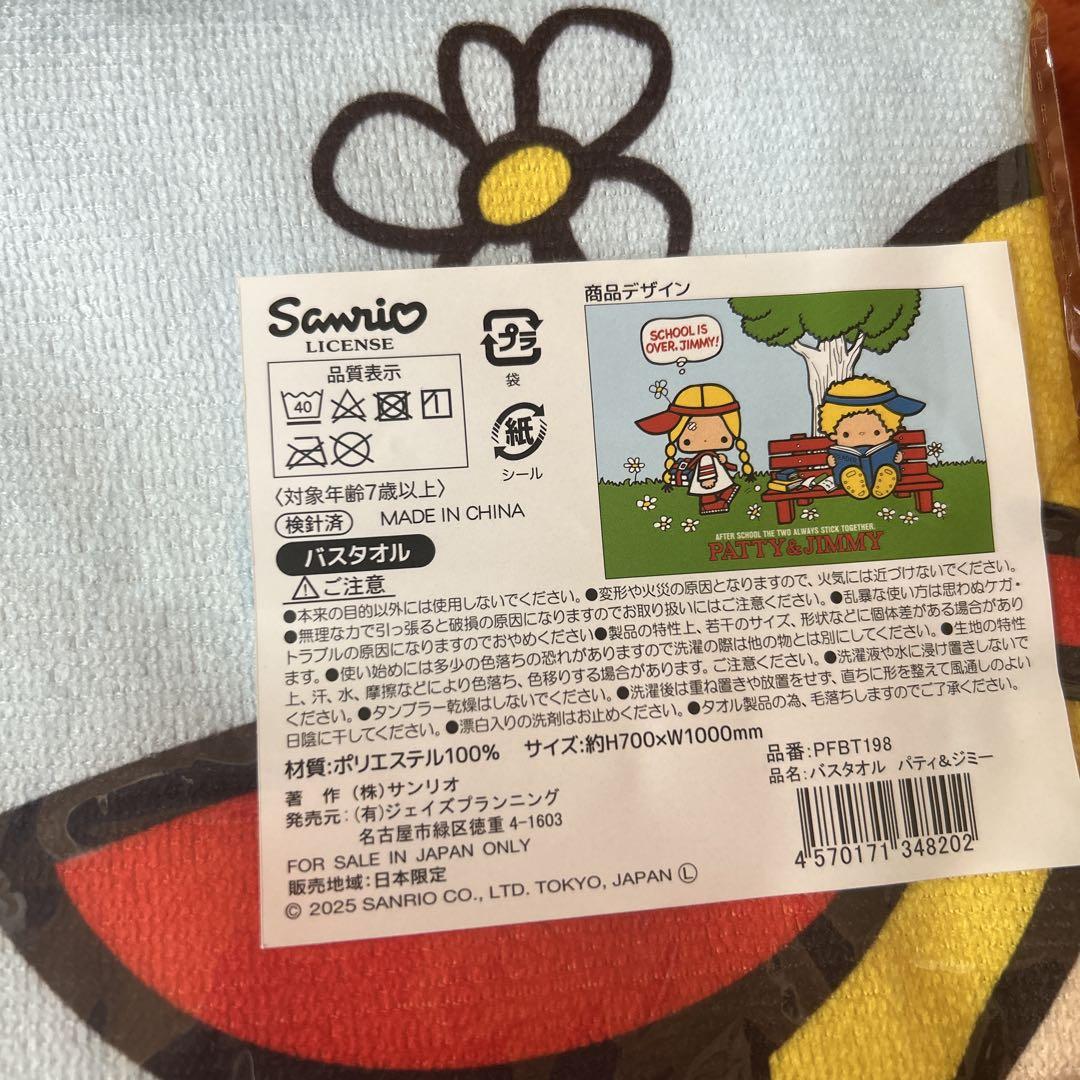 Sanrio
LICENSE
品質表示
40
〈対象年齢7歳以上〉
検針済 MADE IN CHINA
バスタオル
プラ
袋
紙
シール
商品デザイン
SCHOOL IS
OVER, JIMMY!
READER
AFTER SCHOOL THE TWO ALWAYS STICK TOGETHER.
PATTY&JIMMY
ご注意
●本来の目的以外には使用しないでください。●変形や火災の原因となりますので、火気には近づけないでください。
●無理な力で引っ張ると破損の原因になりますのでお取り扱いにはご注意ください。●乱暴な使い方は思わぬケガ・
トラブルの原因になりますのでおやめください●製品の特性上、若干のサイズ、形状などに個体差がある場合があり
ます。●使い始めには多少の色落ちの恐れがありますので洗濯の際は他の物とは別にしてください。●生地の特性
上、汗、水、摩擦などにより色落ち、色移りする場合があります。ご注意ください。●洗濯液や水に浸け置きしないで
ください。●タンブラー乾燥はしないでください。●洗濯後は重ね置きや放置をせず、直ちに形を整えて風通しのよい
日陰に干してください。●漂白入りの洗剤はお止めください。●タオル製品の為、毛落ちしますのでご了承ください。
材質:ポリエステル100% サイズ:約H700×W1000mm
著 作 (株)サンリオ
発売元:(有)ジェイズプランニング
名古屋市緑区徳重 4-1603
FOR SALE IN JAPAN ONLY
販売地域:日本限定
© 2025 SANRIO CO., LTD. TOKYO, JAPAN Ⓛ
品番:PFBT198
品名:バスタオル パティ&ジミー
4 570171 348202